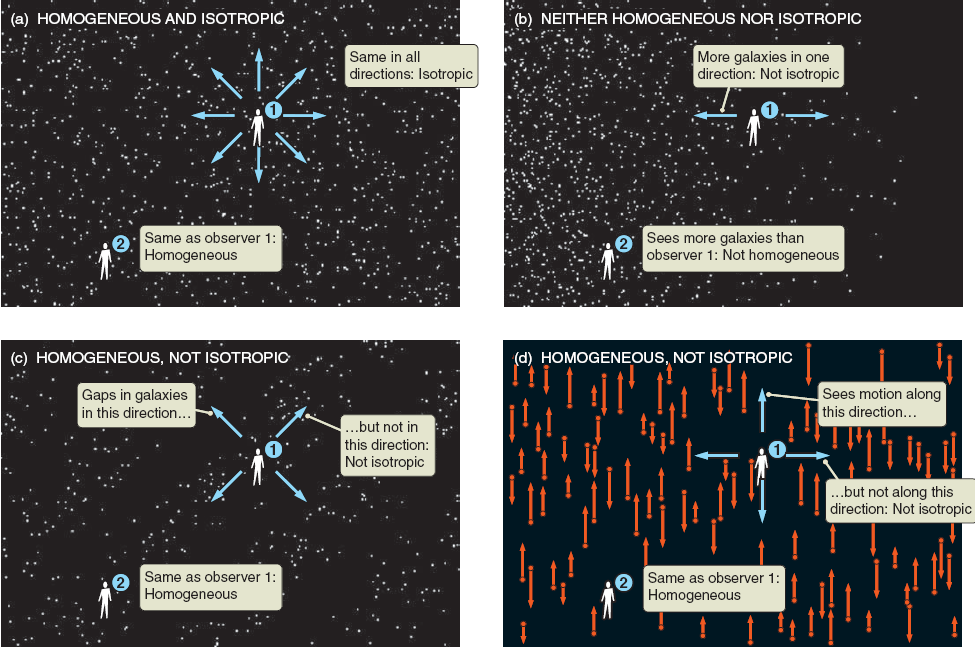 (a) HOMOGENEOUS AND ISOTROPIC
Same in all
directions: Isotropic
1
2
Same as observer 1:
Homogeneous
(b) NEITHER HOMOGENEOUS NOR ISOTROPIC
More galaxies in one
direction: Not isotropic
1
2
Sees more galaxies than
observer 1: Not homogeneous
(c) HOMOGENEOUS, NOT ISOTROPIC
Gaps in galaxies
in this direction…
…but not in
this direction:
Not isotropic
1
2
Same as observer 1:
Homogeneous
(d) HOMOGENEOUS, NOT ISOTROPIC
Sees motion along
this direction…
1
…but not along this
direction: Not isotropic
2
Same as observer 1:
Homogeneous